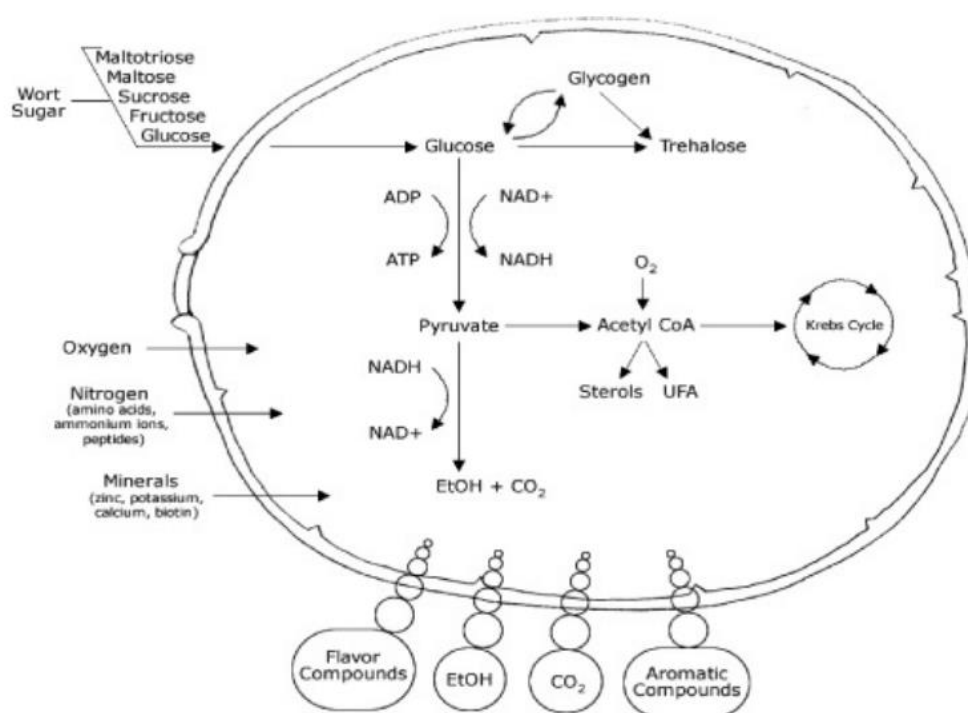 Wort
Sugar
Maltotriose
Maltose
Sucrose
Fructose
Glucose
Glycogen
Glucose
Trehalose
ADP
NAD+
ATP
NADH
O₂
Pyruvate
Acetyl CoA
Krebs Cycle
Oxygen
NADH
Sterols
UFA
Nitrogen
(amino acids,
ammonium ions,
peptides)
NAD+
Minerals
(zinc, potassium,
calcium, biotin)
EtOH + CO₂
Flavor
Compounds
EtOH
CO₂
Aromatic
Compounds